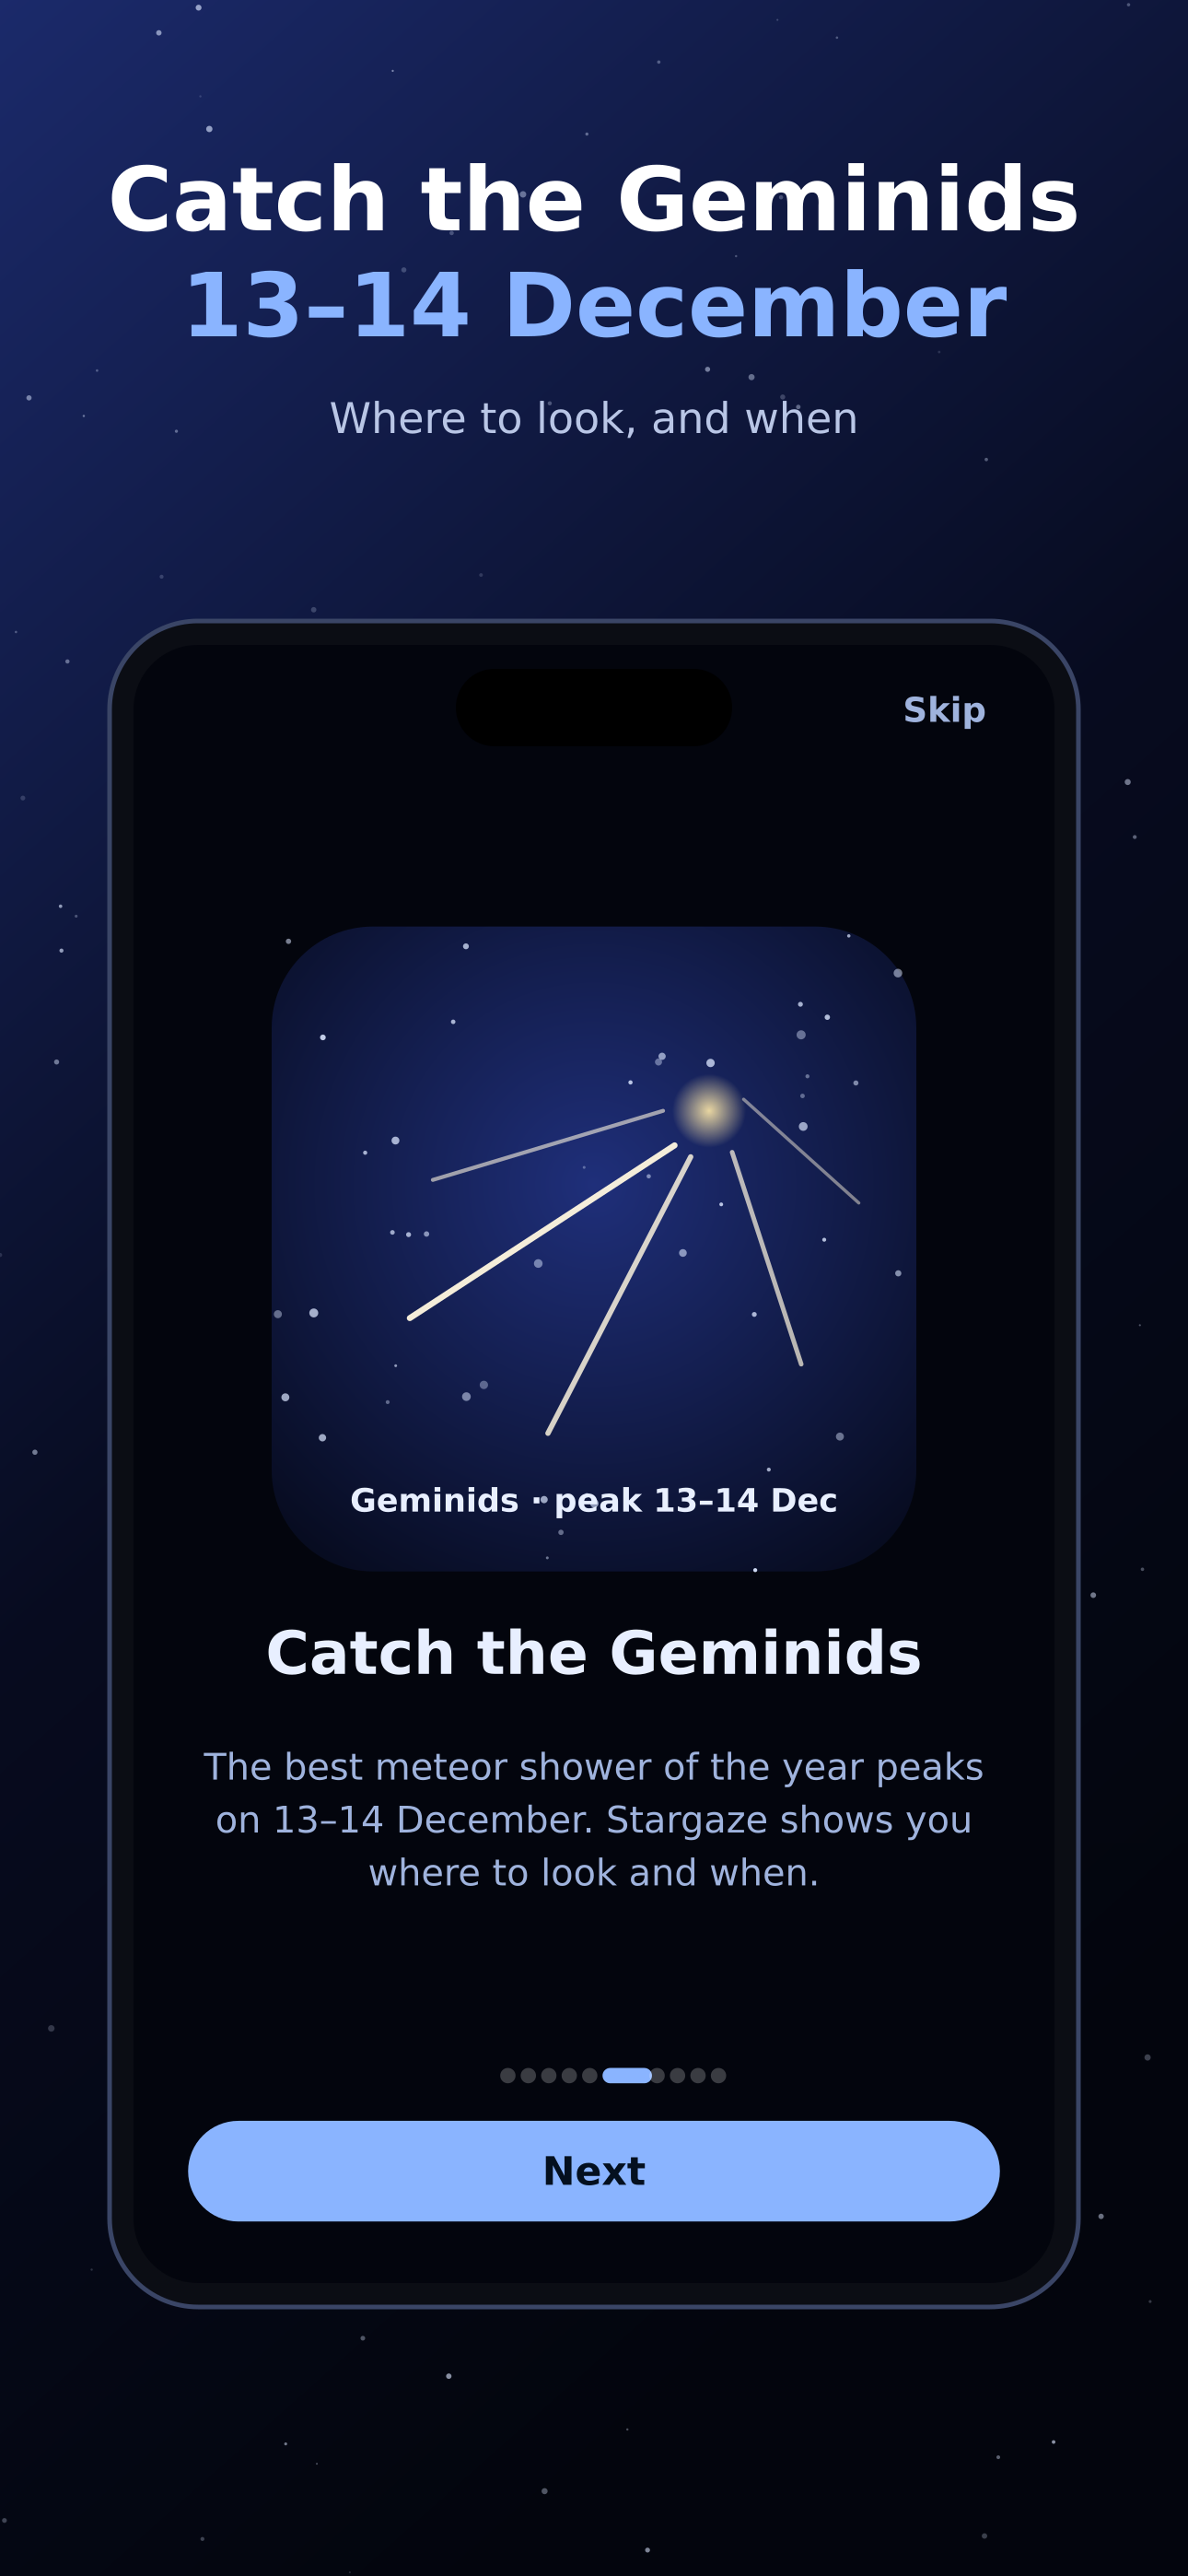 Catch the Geminids
13–14 December
Where to look, and when
Skip
Geminids · peak 13–14 Dec
Catch the Geminids
The best meteor shower of the year peaks
on 13–14 December. Stargaze shows you
where to look and when.
Next